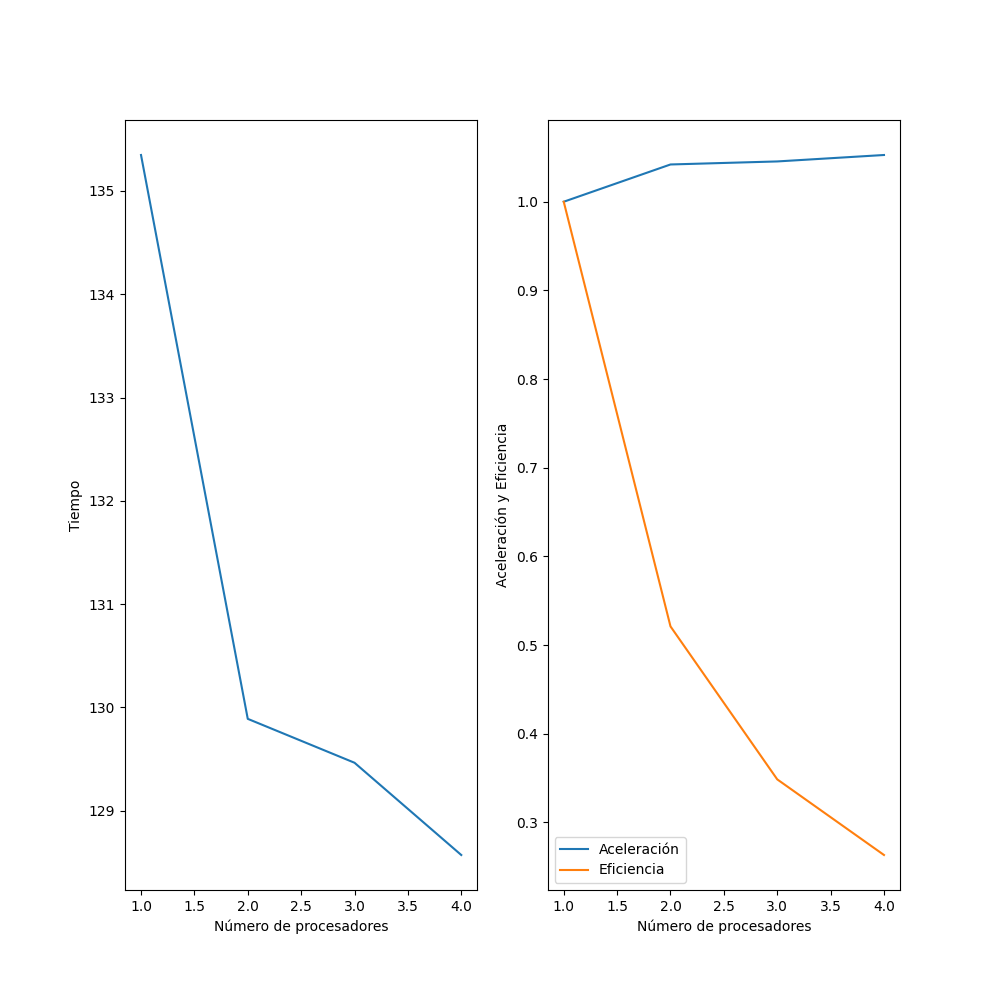 Tiempo
135
134
133
132
131
130
129
1.0 1.5 2.0 2.5 3.0 3.5 4.0
Número de procesadores
Aceleración y Eficiencia
1.0
0.9
0.8
0.7
0.6
0.5
0.4
0.3
Aceleración
Eficiencia
1.0 1.5 2.0 2.5 3.0 3.5 4.0
Número de procesadores